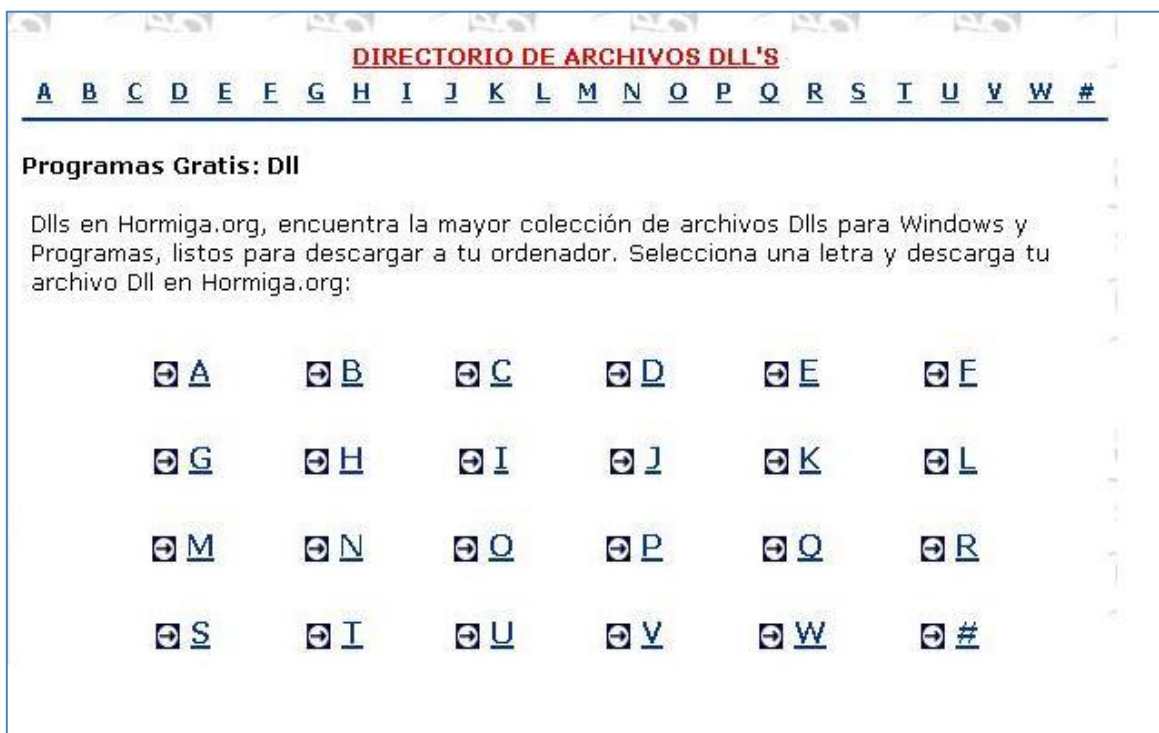 DIRECTORIO DE ARCHIVOS DLL'S
A B C D E F G H I J K L M N O P Q R S T U V W #
Programas Gratis: Dll
Dlls en Hormiga.org, encuentra la mayor colección de archivos Dlls para Windows y
Programas, listos para descargar a tu ordenador. Selecciona una letra y descarga tu
archivo Dll en Hormiga.org:
A B C D E F
G H I J K L
M N O P Q R
S T U V W #